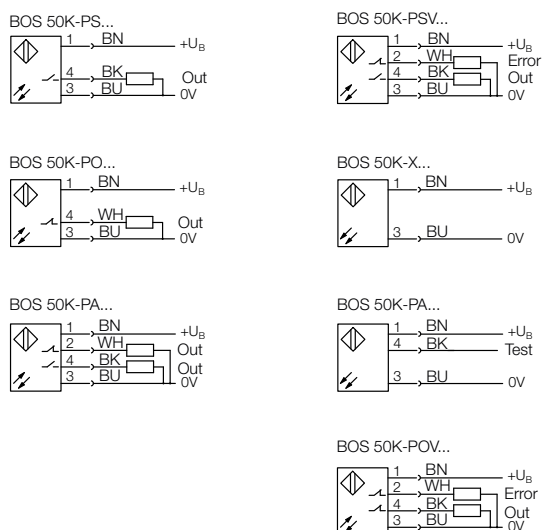 BOS 50K-PS...
1 BN +UB
4 BK Out
3 BU 0V
BOS 50K-PO...
1 BN +UB
4 WH Out
3 BU 0V
BOS 50K-PA...
1 BN +UB
2 WH Out
4 BK Out
3 BU 0V
BOS 50K-PSV...
1 BN +UB
2 WH Error
4 BK Out
3 BU 0V
BOS 50K-X...
1 BN +UB
3 BU 0V
BOS 50K-PA...
1 BN +UB
4 BK Test
3 BU 0V
BOS 50K-POV...
1 BN +UB
2 WH Error
4 BK Out
3 BU 0V